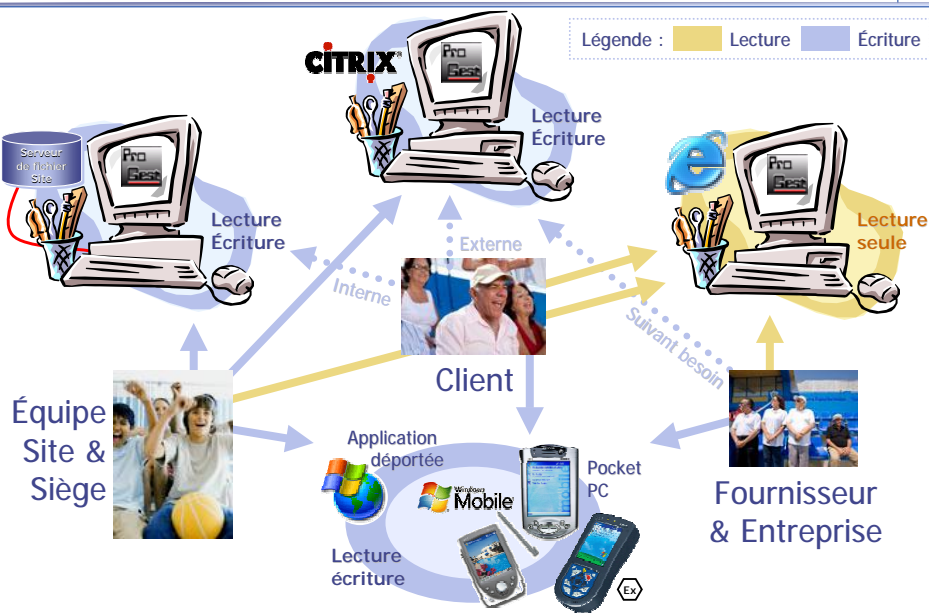 Légende : Lecture Écriture
CİTRIX
Pro
Gest
Lecture
Écriture
Serveur
de fichier
Site
Pro
Gest
Lecture
Écriture
Pro
Gest
Lecture
seule
Externe
Interne
Suivant besoin
Client
Équipe
Site &
Siège
Application
déportée
Windows
Mobile
Pocket
PC
Lecture
écriture
Ex
Fournisseur
& Entreprise